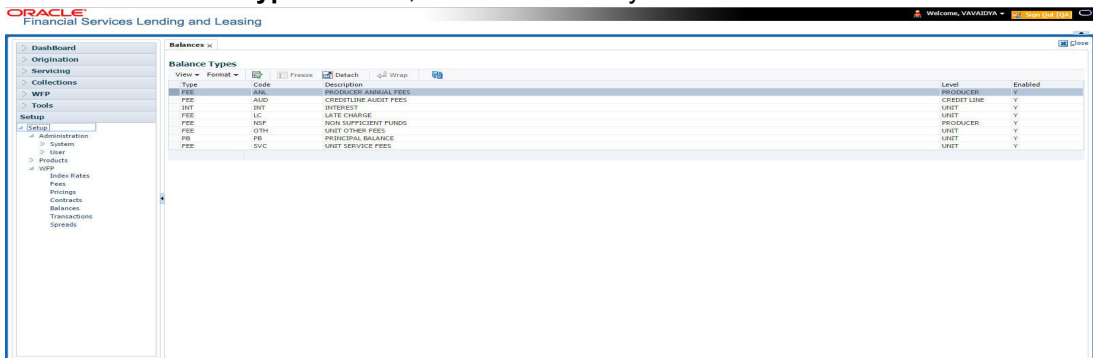 ORACLE
Financial Services Lending and Leasing
Welcome, VAVAIDYA
Sign Out (QA)
DashBoard
Origination
Servicing
Collections
WFP
Tools
Setup
Setup
Administration
System
User
Products
WFP
Index Rates
Fees
Pricings
Contracts
Balances
Transactions
Spreads
Balances ×
Close
Balance Types
View Format Freeze Detach Wrap
Type Code Description Level Enabled
FEE ANL PRODUCER ANNUAL FEES PRODUCER Y
FEE AUD CREDITLINE AUDIT FEES CREDIT LINE Y
INT INT INTEREST UNIT Y
FEE LC LATE CHARGE UNIT Y
FEE NSF NON SUFFICIENT FUNDS PRODUCER Y
FEE OTH UNIT OTHER FEES UNIT Y
PB PB PRINCIPAL BALANCE UNIT Y
FEE SVC UNIT SERVICE FEES UNIT Y